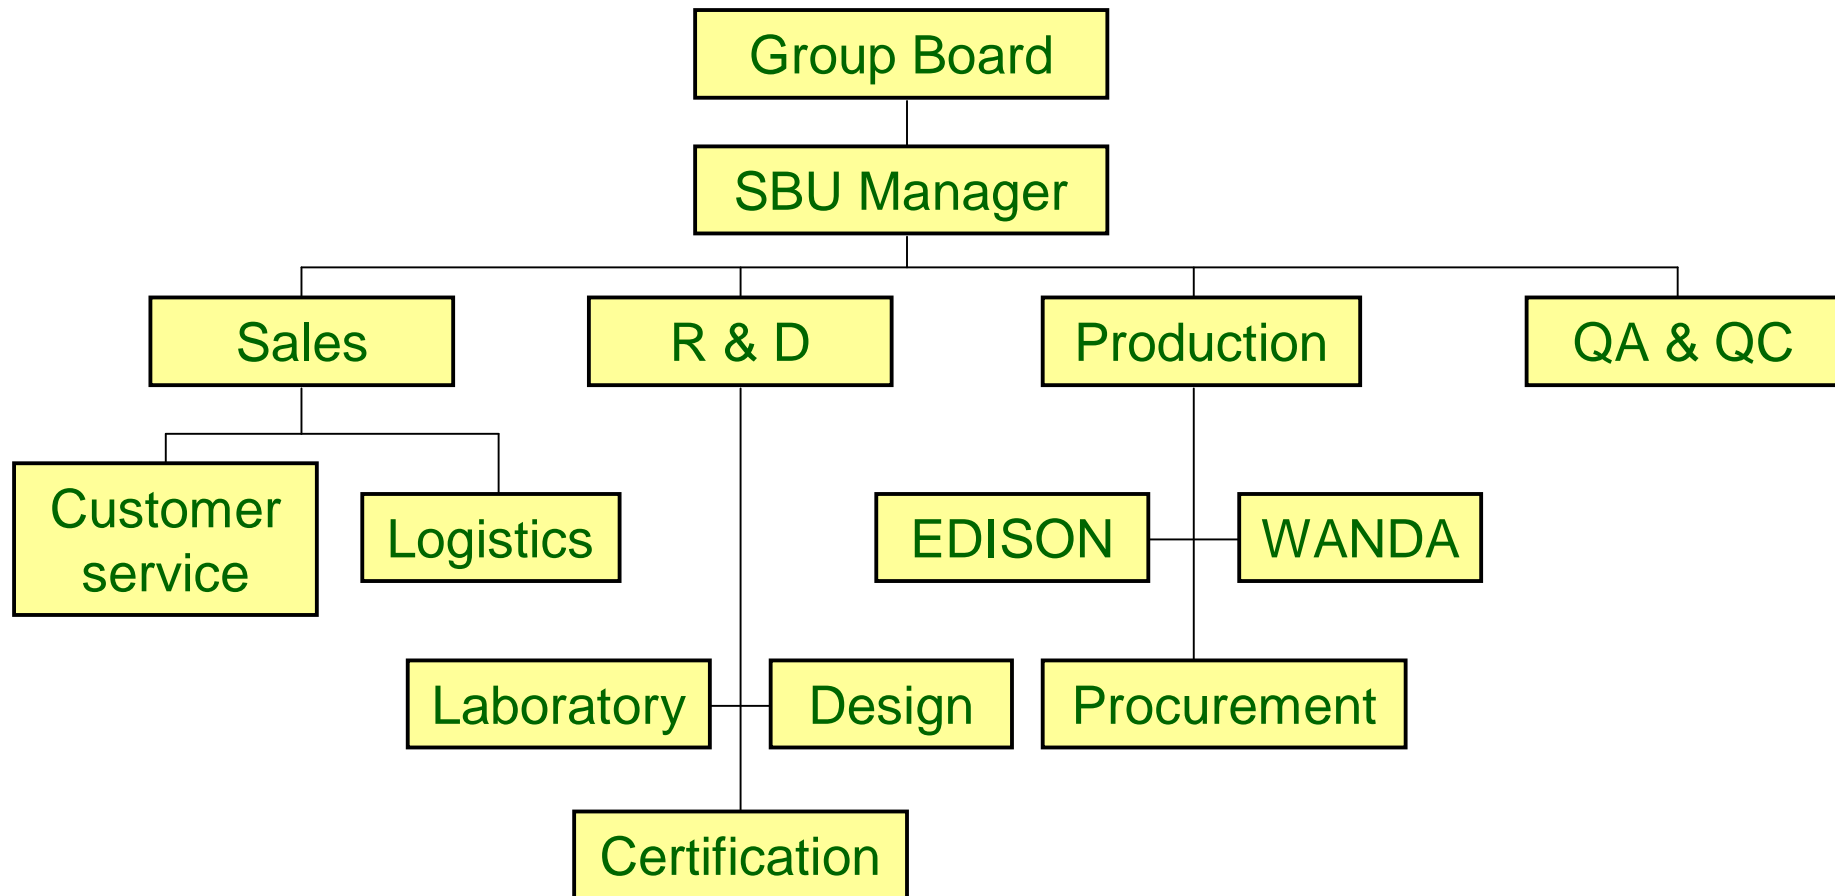 Group Board
SBU Manager
Sales
R & D
Production
QA & QC
Customer
service
Logistics
EDISON
WANDA
Laboratory
Design
Procurement
Certification